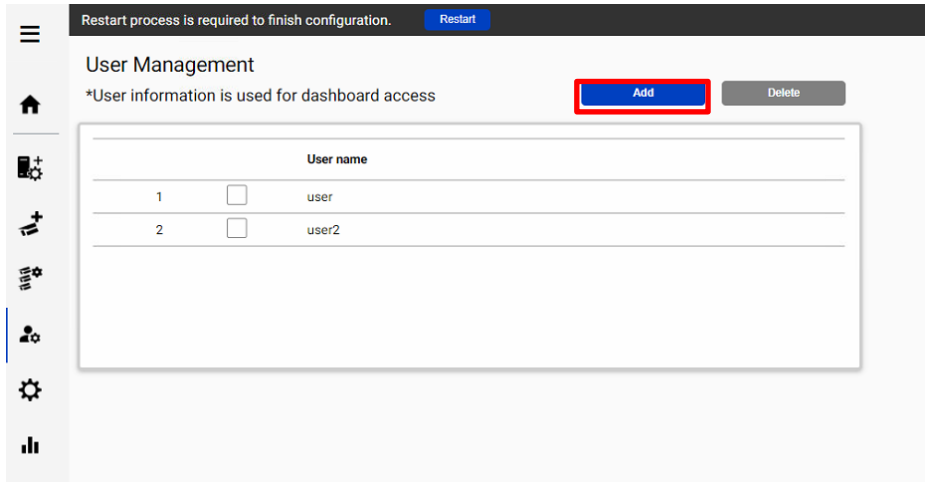 Restart process is required to finish configuration. Restart
User Management
*User information is used for dashboard access Add Delete
User name
1 user
2 user2